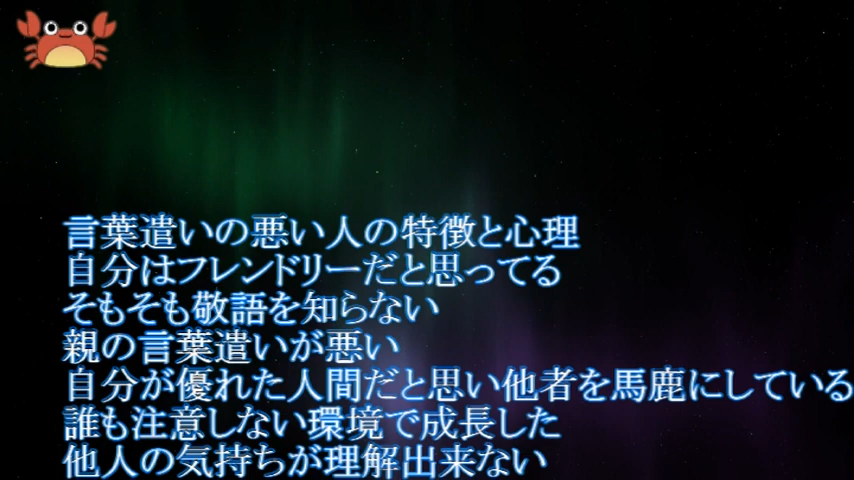 言葉遣いの悪い人の特徴と心理
自分はフレンドリーだと思ってる
そもそも敬語を知らない
親の言葉遣いが悪い
自分が優れた人間だと思い他者を馬鹿にしている
誰も注意しない環境で成長した
他人の気持ちが理解出来ない